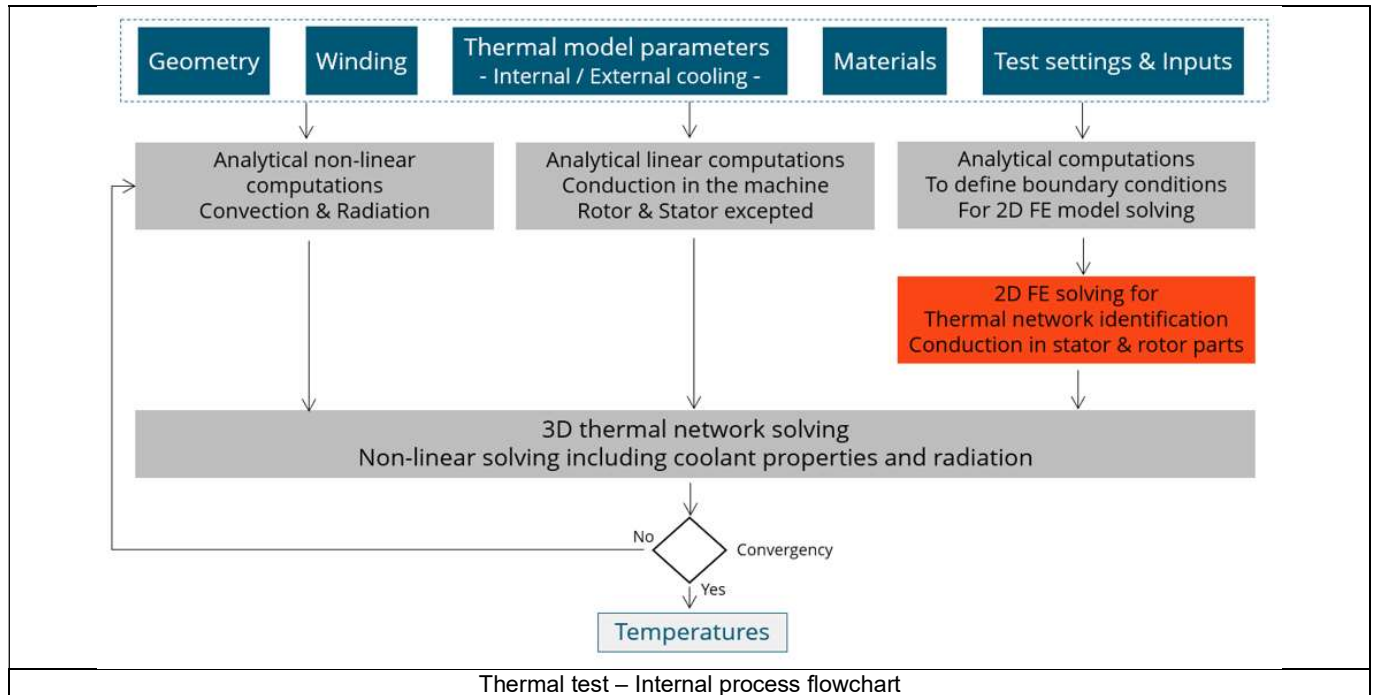 Geometry
Winding
Thermal model parameters
- Internal / External cooling -
Materials
Test settings & Inputs
Analytical non-linear
computations
Convection & Radiation
Analytical linear computations
Conduction in the machine
Rotor & Stator excepted
Analytical computations
To define boundary conditions
For 2D FE model solving
2D FE solving for
Thermal network identification
Conduction in stator & rotor parts
3D thermal network solving
Non-linear solving including coolant properties and radiation
No
Convergency
Yes
Temperatures
Thermal test – Internal process flowchart